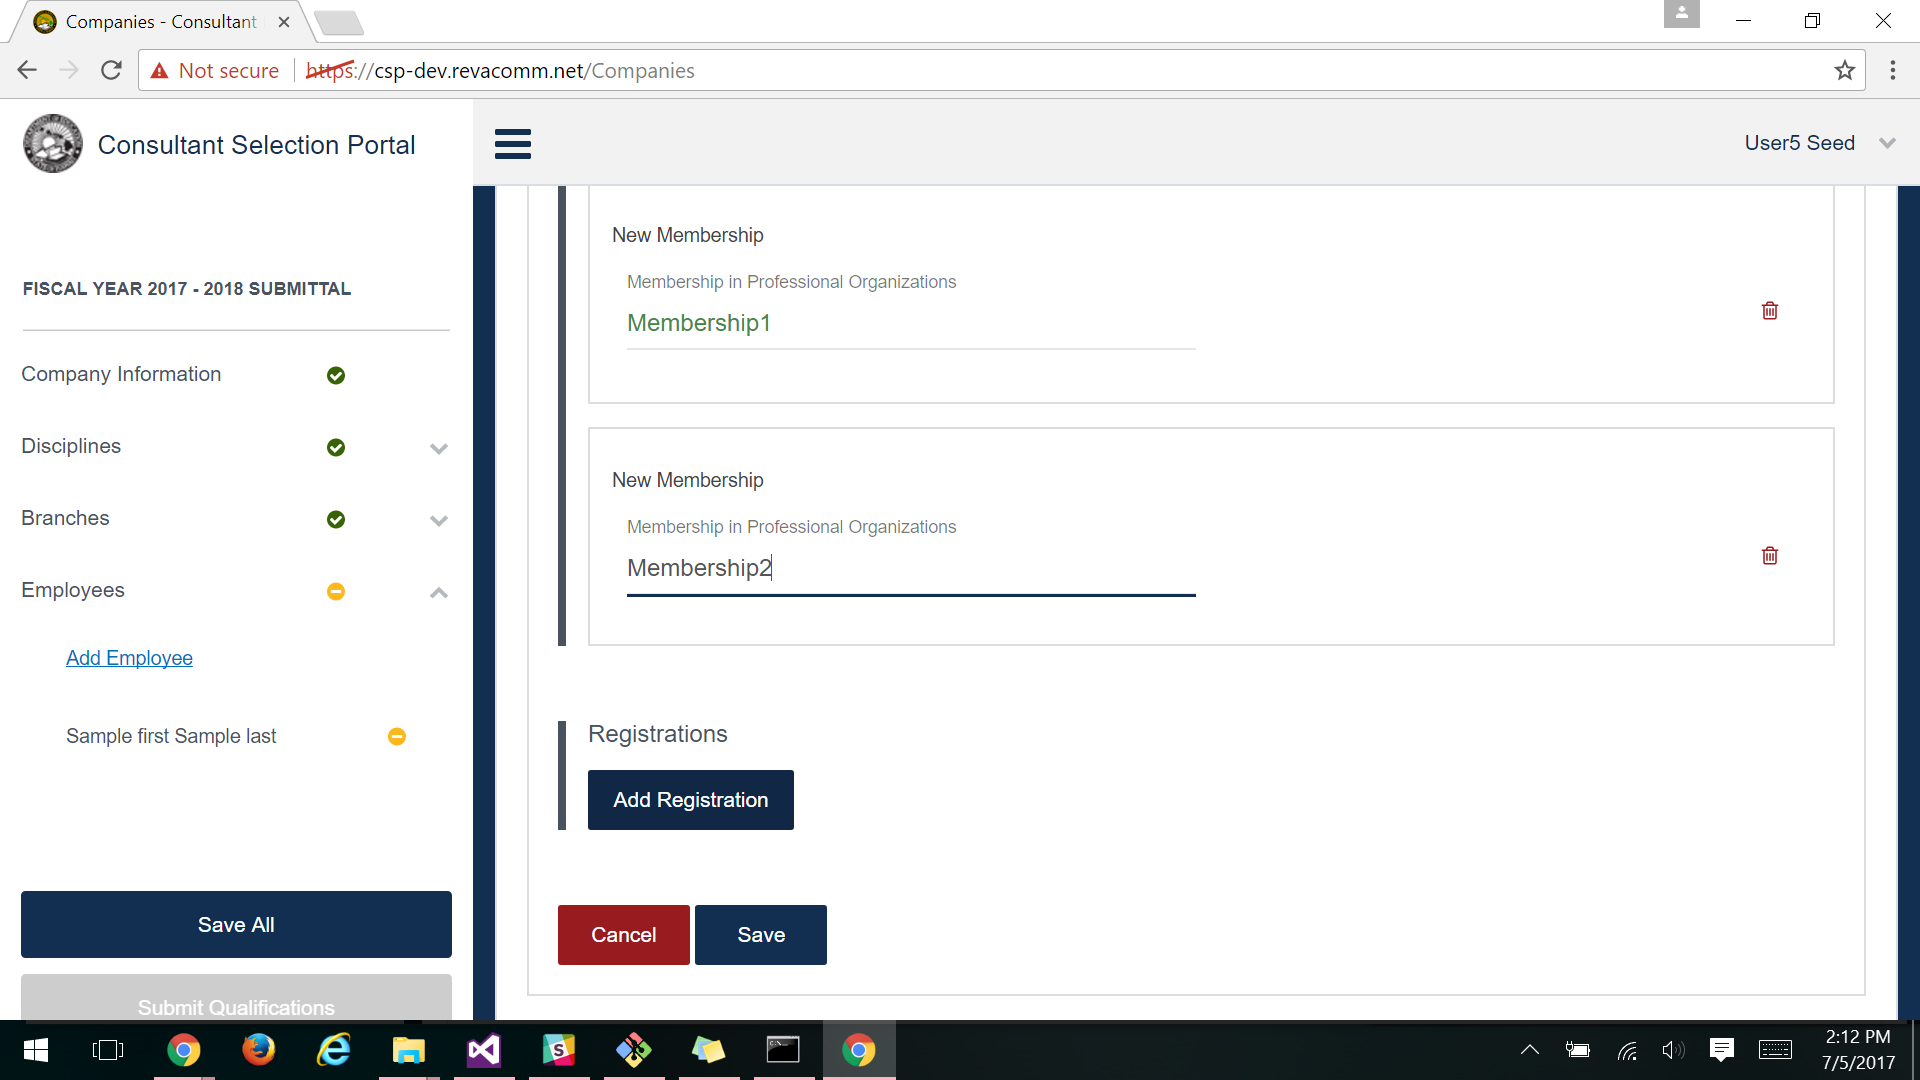 Companies - Consultant
Not secure
https://csp-dev.revacomm.net/Companies
Consultant Selection Portal
User5 Seed
FISCAL YEAR 2017 - 2018 SUBMITTAL
Company Information
Disciplines
Branches
Employees
Add Employee
Sample first Sample last
Save All
Submit Qualifications
New Membership
Membership in Professional Organizations
Membership1
New Membership
Membership in Professional Organizations
Membership2
Registrations
Add Registration
Cancel
Save
2:12 PM
7/5/2017